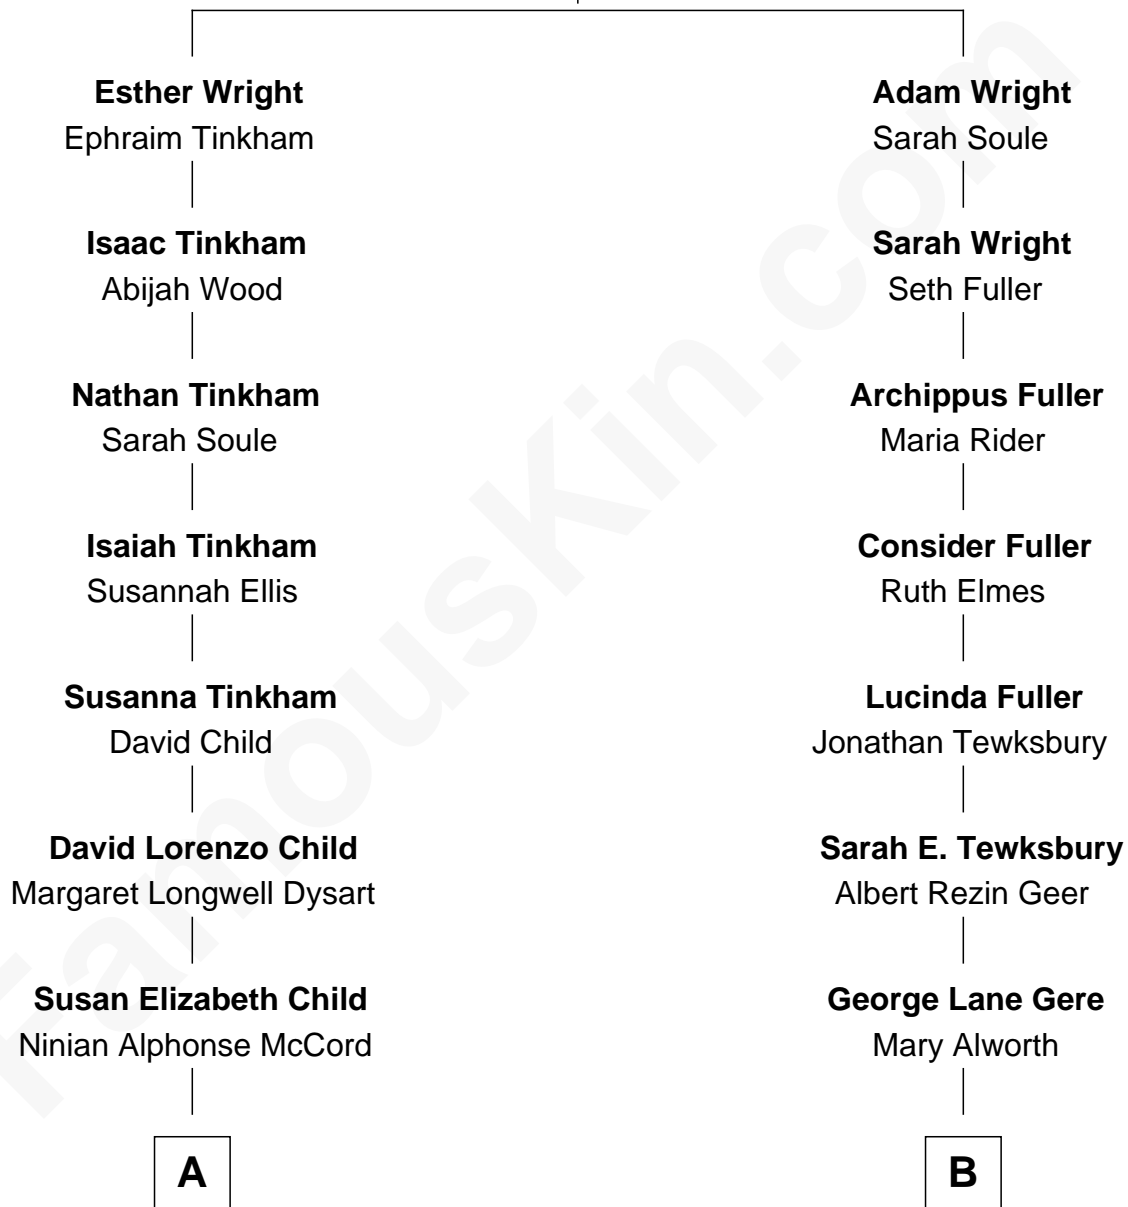 Esther Wright
Ephraim Tinkham
Isaac Tinkham
Abijah Wood
Nathan Tinkham
Sarah Soule
Isaiah Tinkham
Susannah Ellis
Susanna Tinkham
David Child
David Lorenzo Child
Margaret Longwell Dysart
Susan Elizabeth Child
Ninian Alphonse McCord
A
Adam Wright
Sarah Soule
Sarah Wright
Seth Fuller
Archippus Fuller
Maria Rider
Consider Fuller
Ruth Elmes
Lucinda Fuller
Jonathan Tewksbury
Sarah E. Tewksbury
Albert Rezin Geer
George Lane Gere
Mary Alworth
B
FamousKin.com